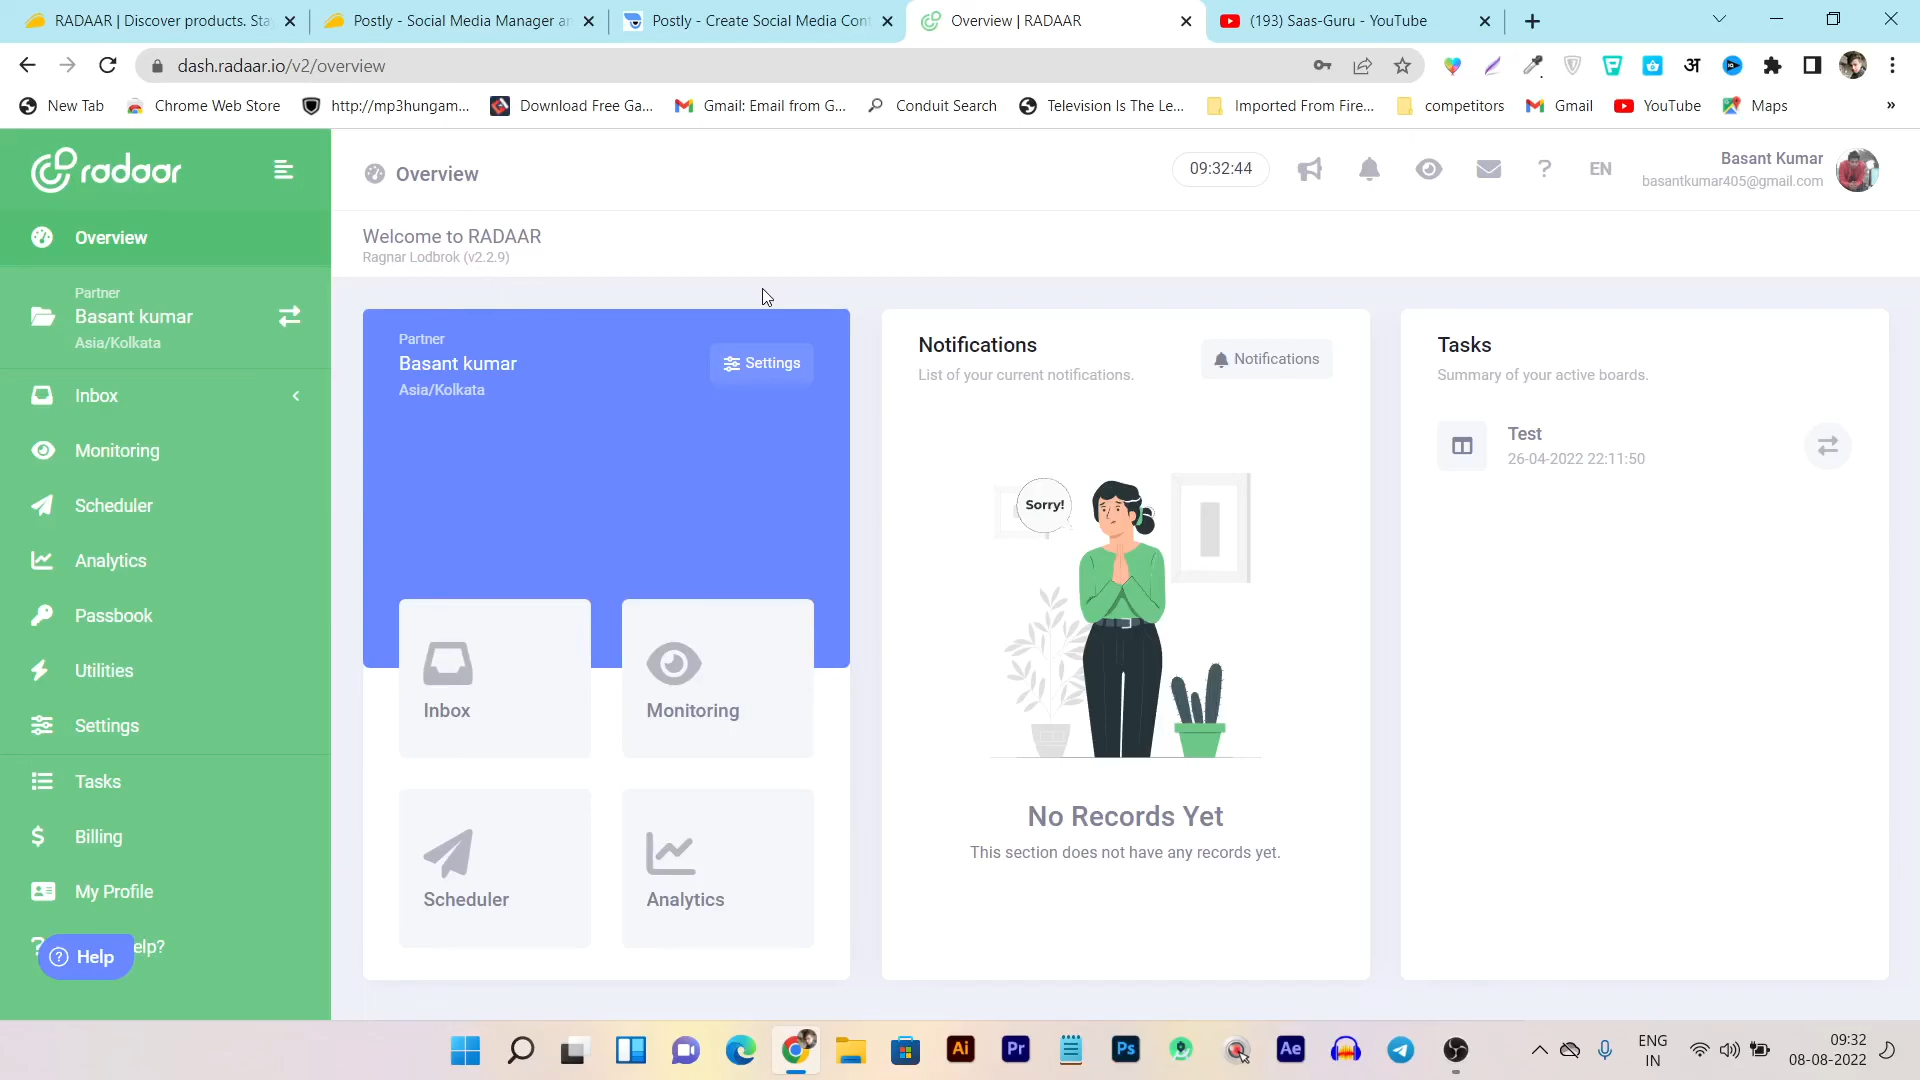 RADAAR | Discover products. Sta
Postly - Social Media Manager an
Postly - Create Social Media Cont
Overview | RADAAR
(193) Saas-Guru - YouTube
dash.radaar.io/v2/overview
New Tab
Chrome Web Store
http://mp3hungam...
Download Free Ga...
Gmail: Email from G...
Conduit Search
Television Is The Le...
Imported From Fire...
competitors
Gmail
YouTube
Maps
»
radaar
Overview
09:32:44
?
EN
Basant Kumar
basantkumar405@gmail.com
Welcome to RADAAR
Ragnar Lodbrok (v2.2.9)
Overview
Partner
Basant kumar
Asia/Kolkata
Inbox
Monitoring
Scheduler
Analytics
Passbook
Utilities
Settings
Tasks
Billing
My Profile
elp?
Help
Partner
Basant kumar
Asia/Kolkata
Settings
Inbox
Monitoring
Scheduler
Analytics
Notifications
List of your current notifications.
Notifications
Sorry!
No Records Yet
This section does not have any records yet.
Tasks
Summary of your active boards.
Test
26-04-2022 22:11:50
Ai
Pr
Ps
Ae
ENG
IN
09:32
08-08-2022